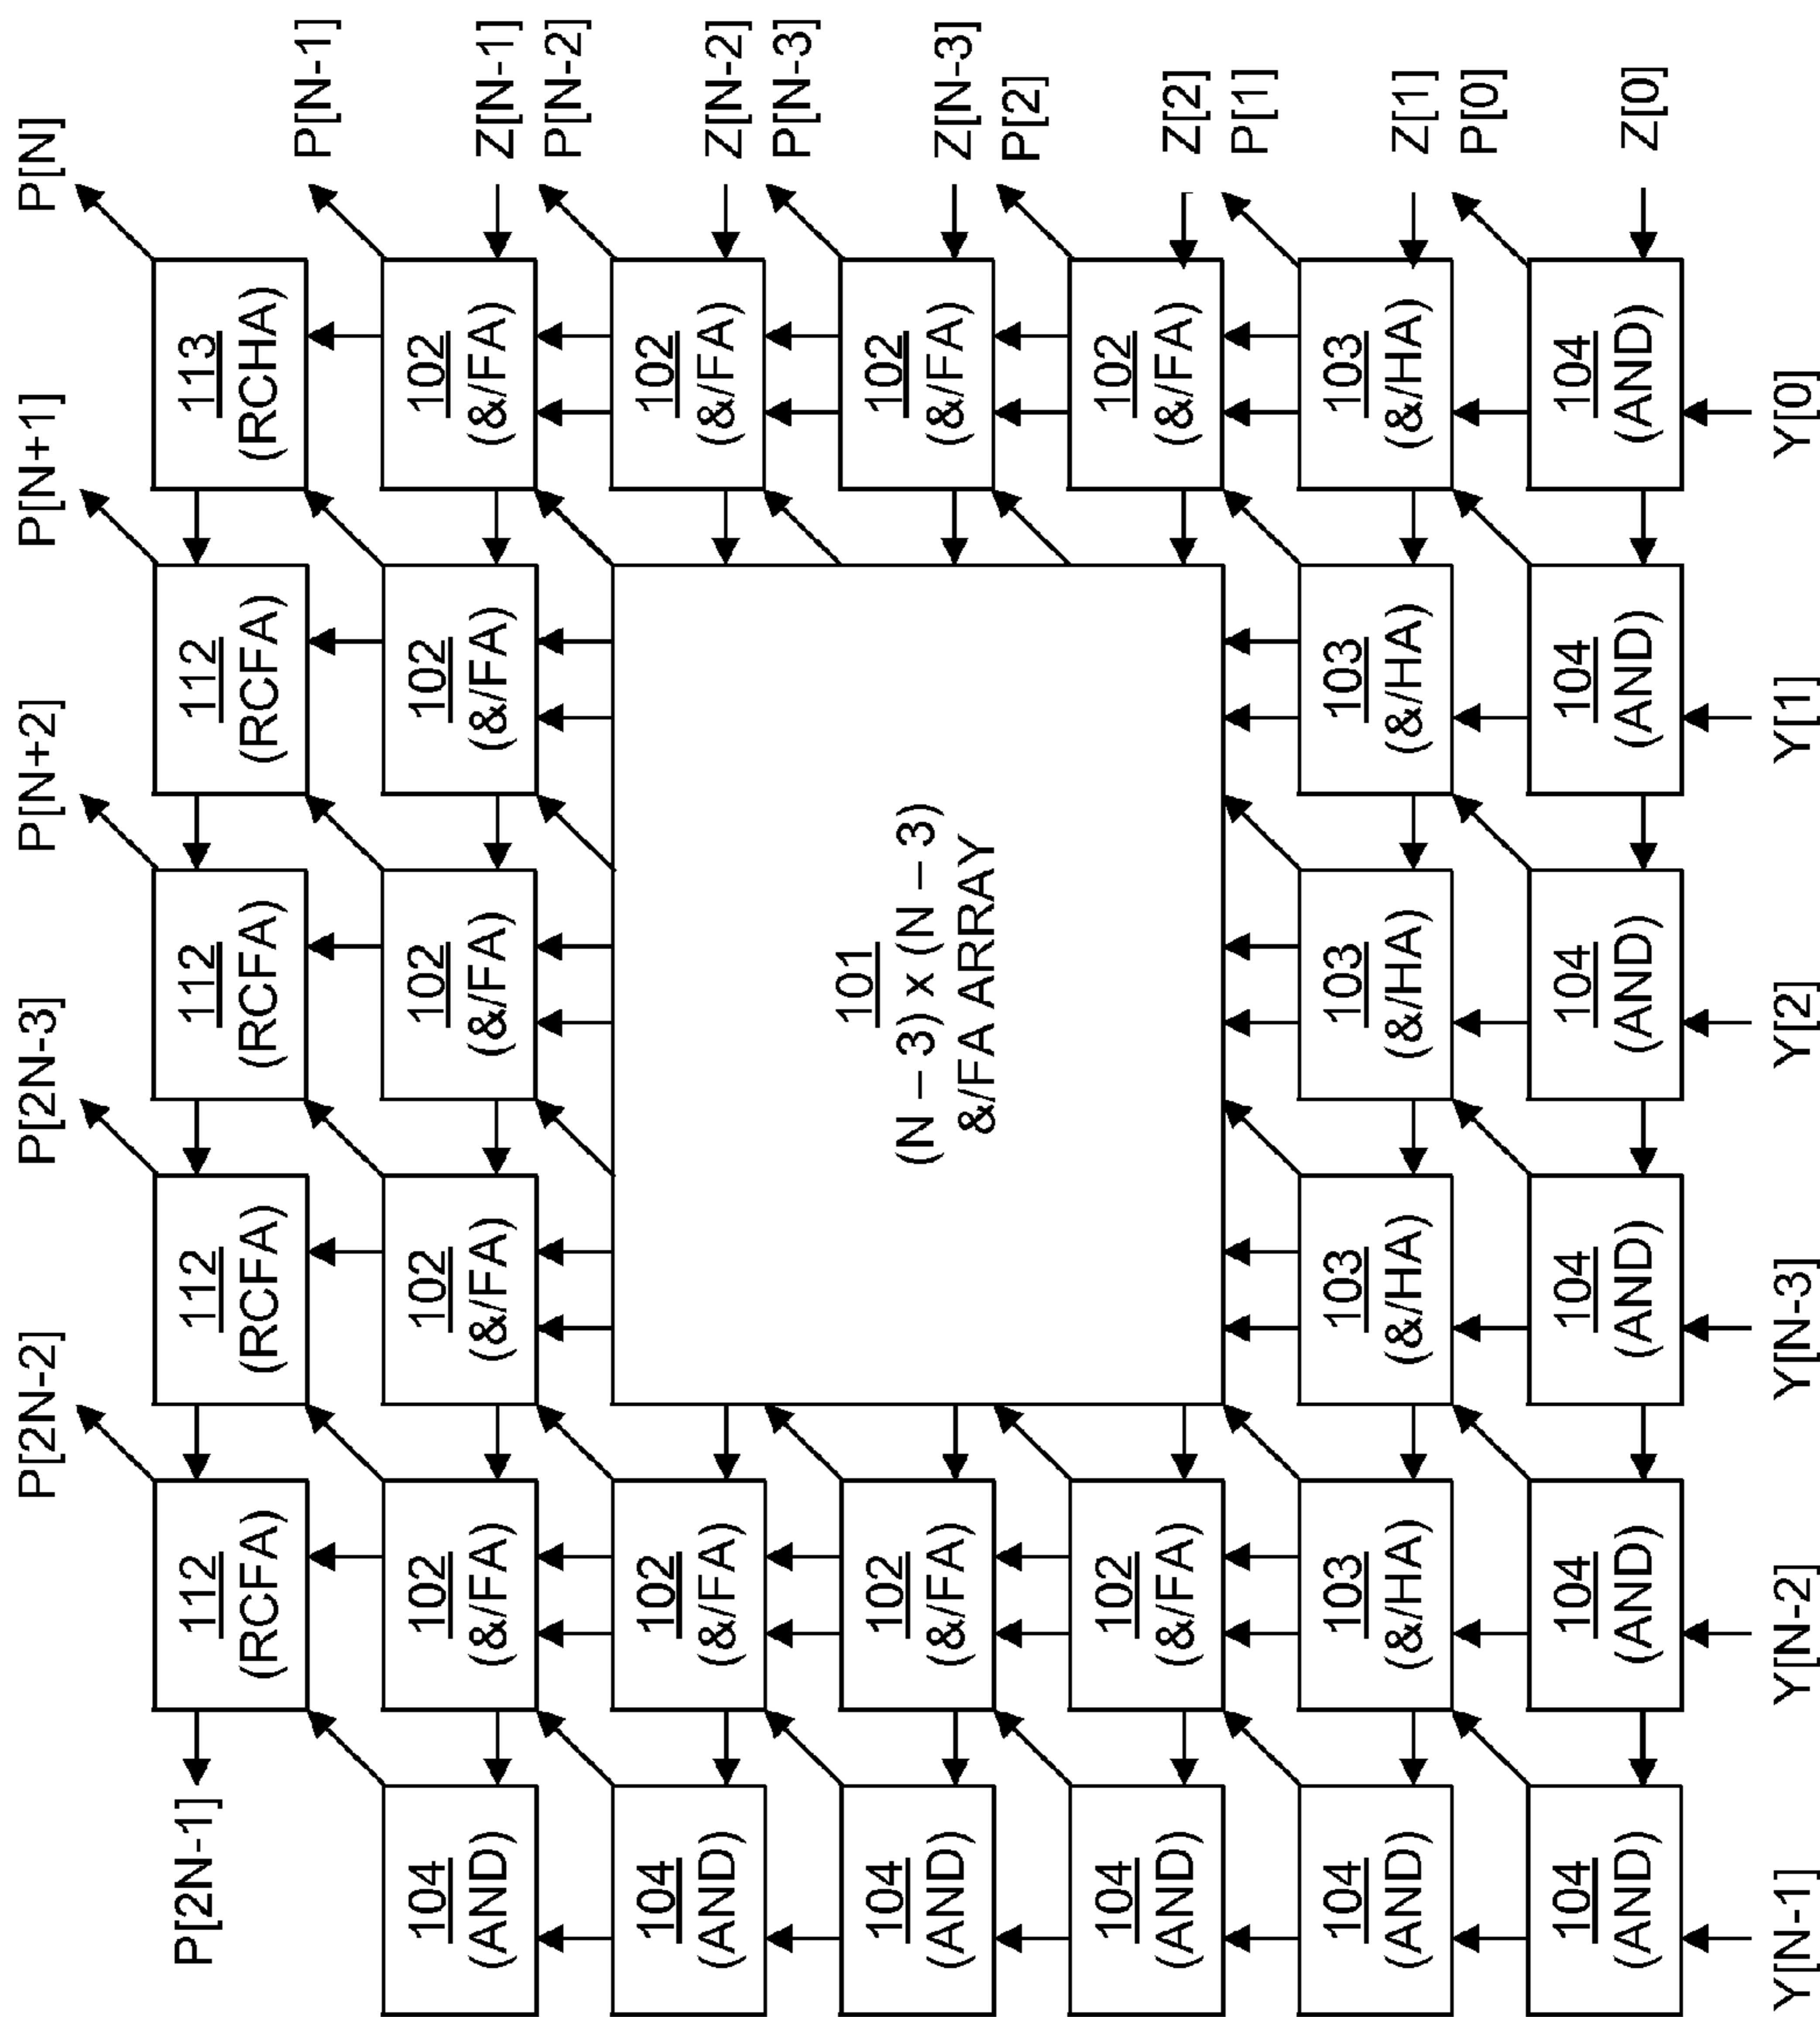 P[2N-2]
P[2N-3]
P[N+2]
P[N+1]
P[N]
P[2N-1]
112
(RCFA)
112
(RCFA)
112
(RCFA)
112
(RCFA)
113
(RCHA)
P[N-1]
104
(AND)
102
(&/FA)
102
(&/FA)
102
(&/FA)
102
(&/FA)
102
(&/FA)
Z[N-1]
P[N-2]
104
(AND)
102
(&/FA)
102
(&/FA)
Z[N-2]
P[N-3]
104
(AND)
102
(&/FA)
101
(N – 3) x (N – 3)
&/FA ARRAY
102
(&/FA)
Z[N-3]
P[2]
104
(AND)
102
(&/FA)
102
(&/FA)
Z[2]
P[1]
104
(AND)
103
(&/HA)
103
(&/HA)
103
(&/HA)
103
(&/HA)
103
(&/HA)
Z[1]
P[0]
104
(AND)
104
(AND)
104
(AND)
104
(AND)
104
(AND)
104
(AND)
Z[0]
Y[N-1]
Y[N-2]
Y[N-3]
Y[2]
Y[1]
Y[0]